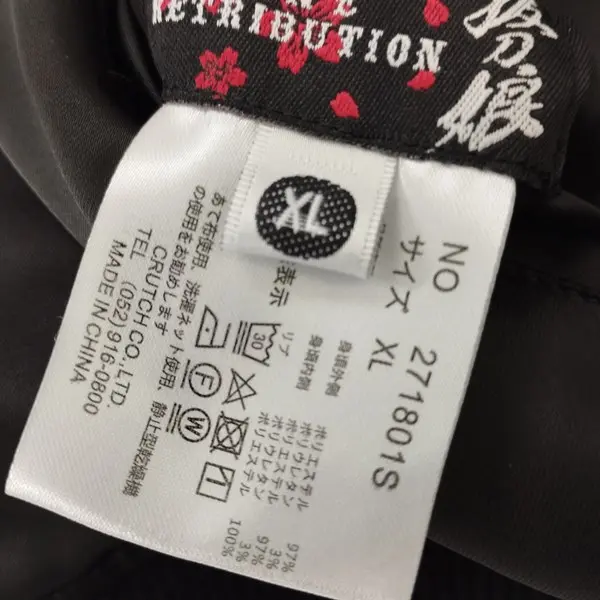 RETRIBUTION
XL
NO 271801S
サイズ XL
表示
身頃外側 ポリエステル 97%
ポリウレタン 3%
身頃内側 ポリエステル 97%
ポリウレタン 3%
リブ ポリエステル 100%
30
F
W
あて布使用、洗濯ネット使用、静止型乾燥機
の使用をお勧めします
CRUTCH CO., LTD.
TEL (052)916-0800
MADE IN CHINA